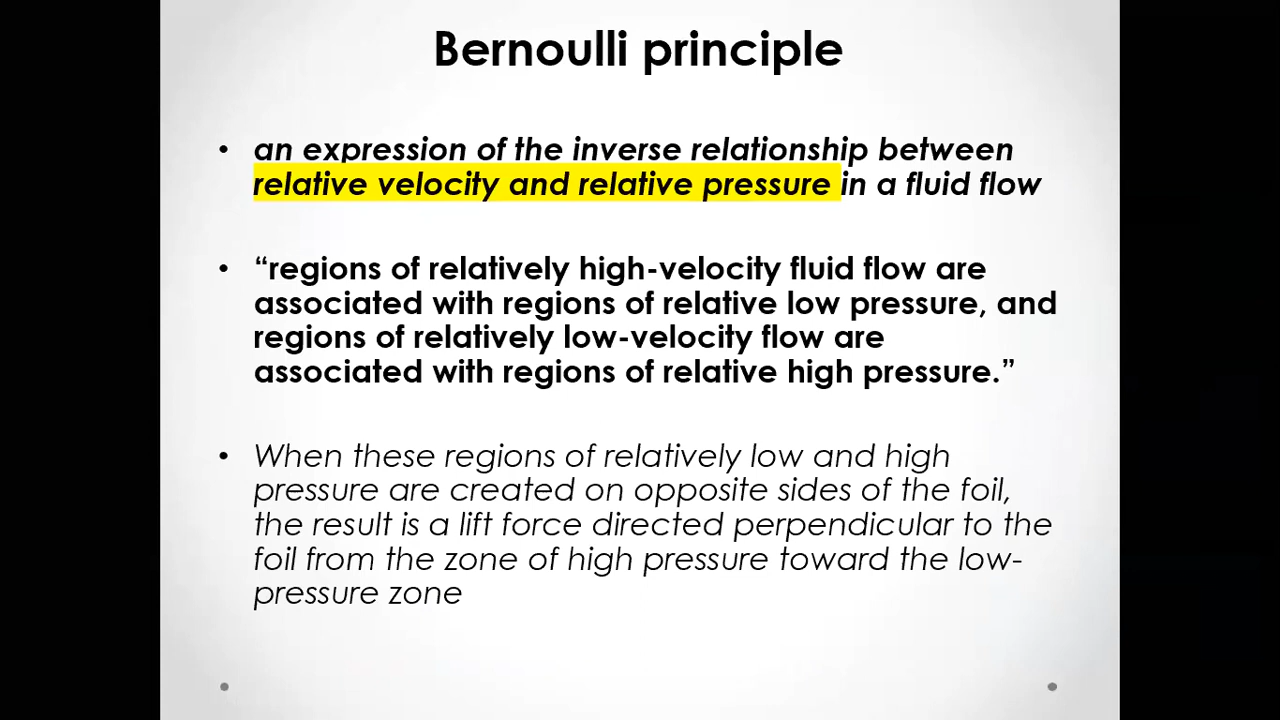 Bernoulli principle
• an expression of the inverse relationship between
relative velocity and relative pressure in a fluid flow
• “regions of relatively high-velocity fluid flow are
associated with regions of relative low pressure, and
regions of relatively low-velocity flow are
associated with regions of relative high pressure.”
• When these regions of relatively low and high
pressure are created on opposite sides of the foil,
the result is a lift force directed perpendicular to the
foil from the zone of high pressure toward the low-
pressure zone